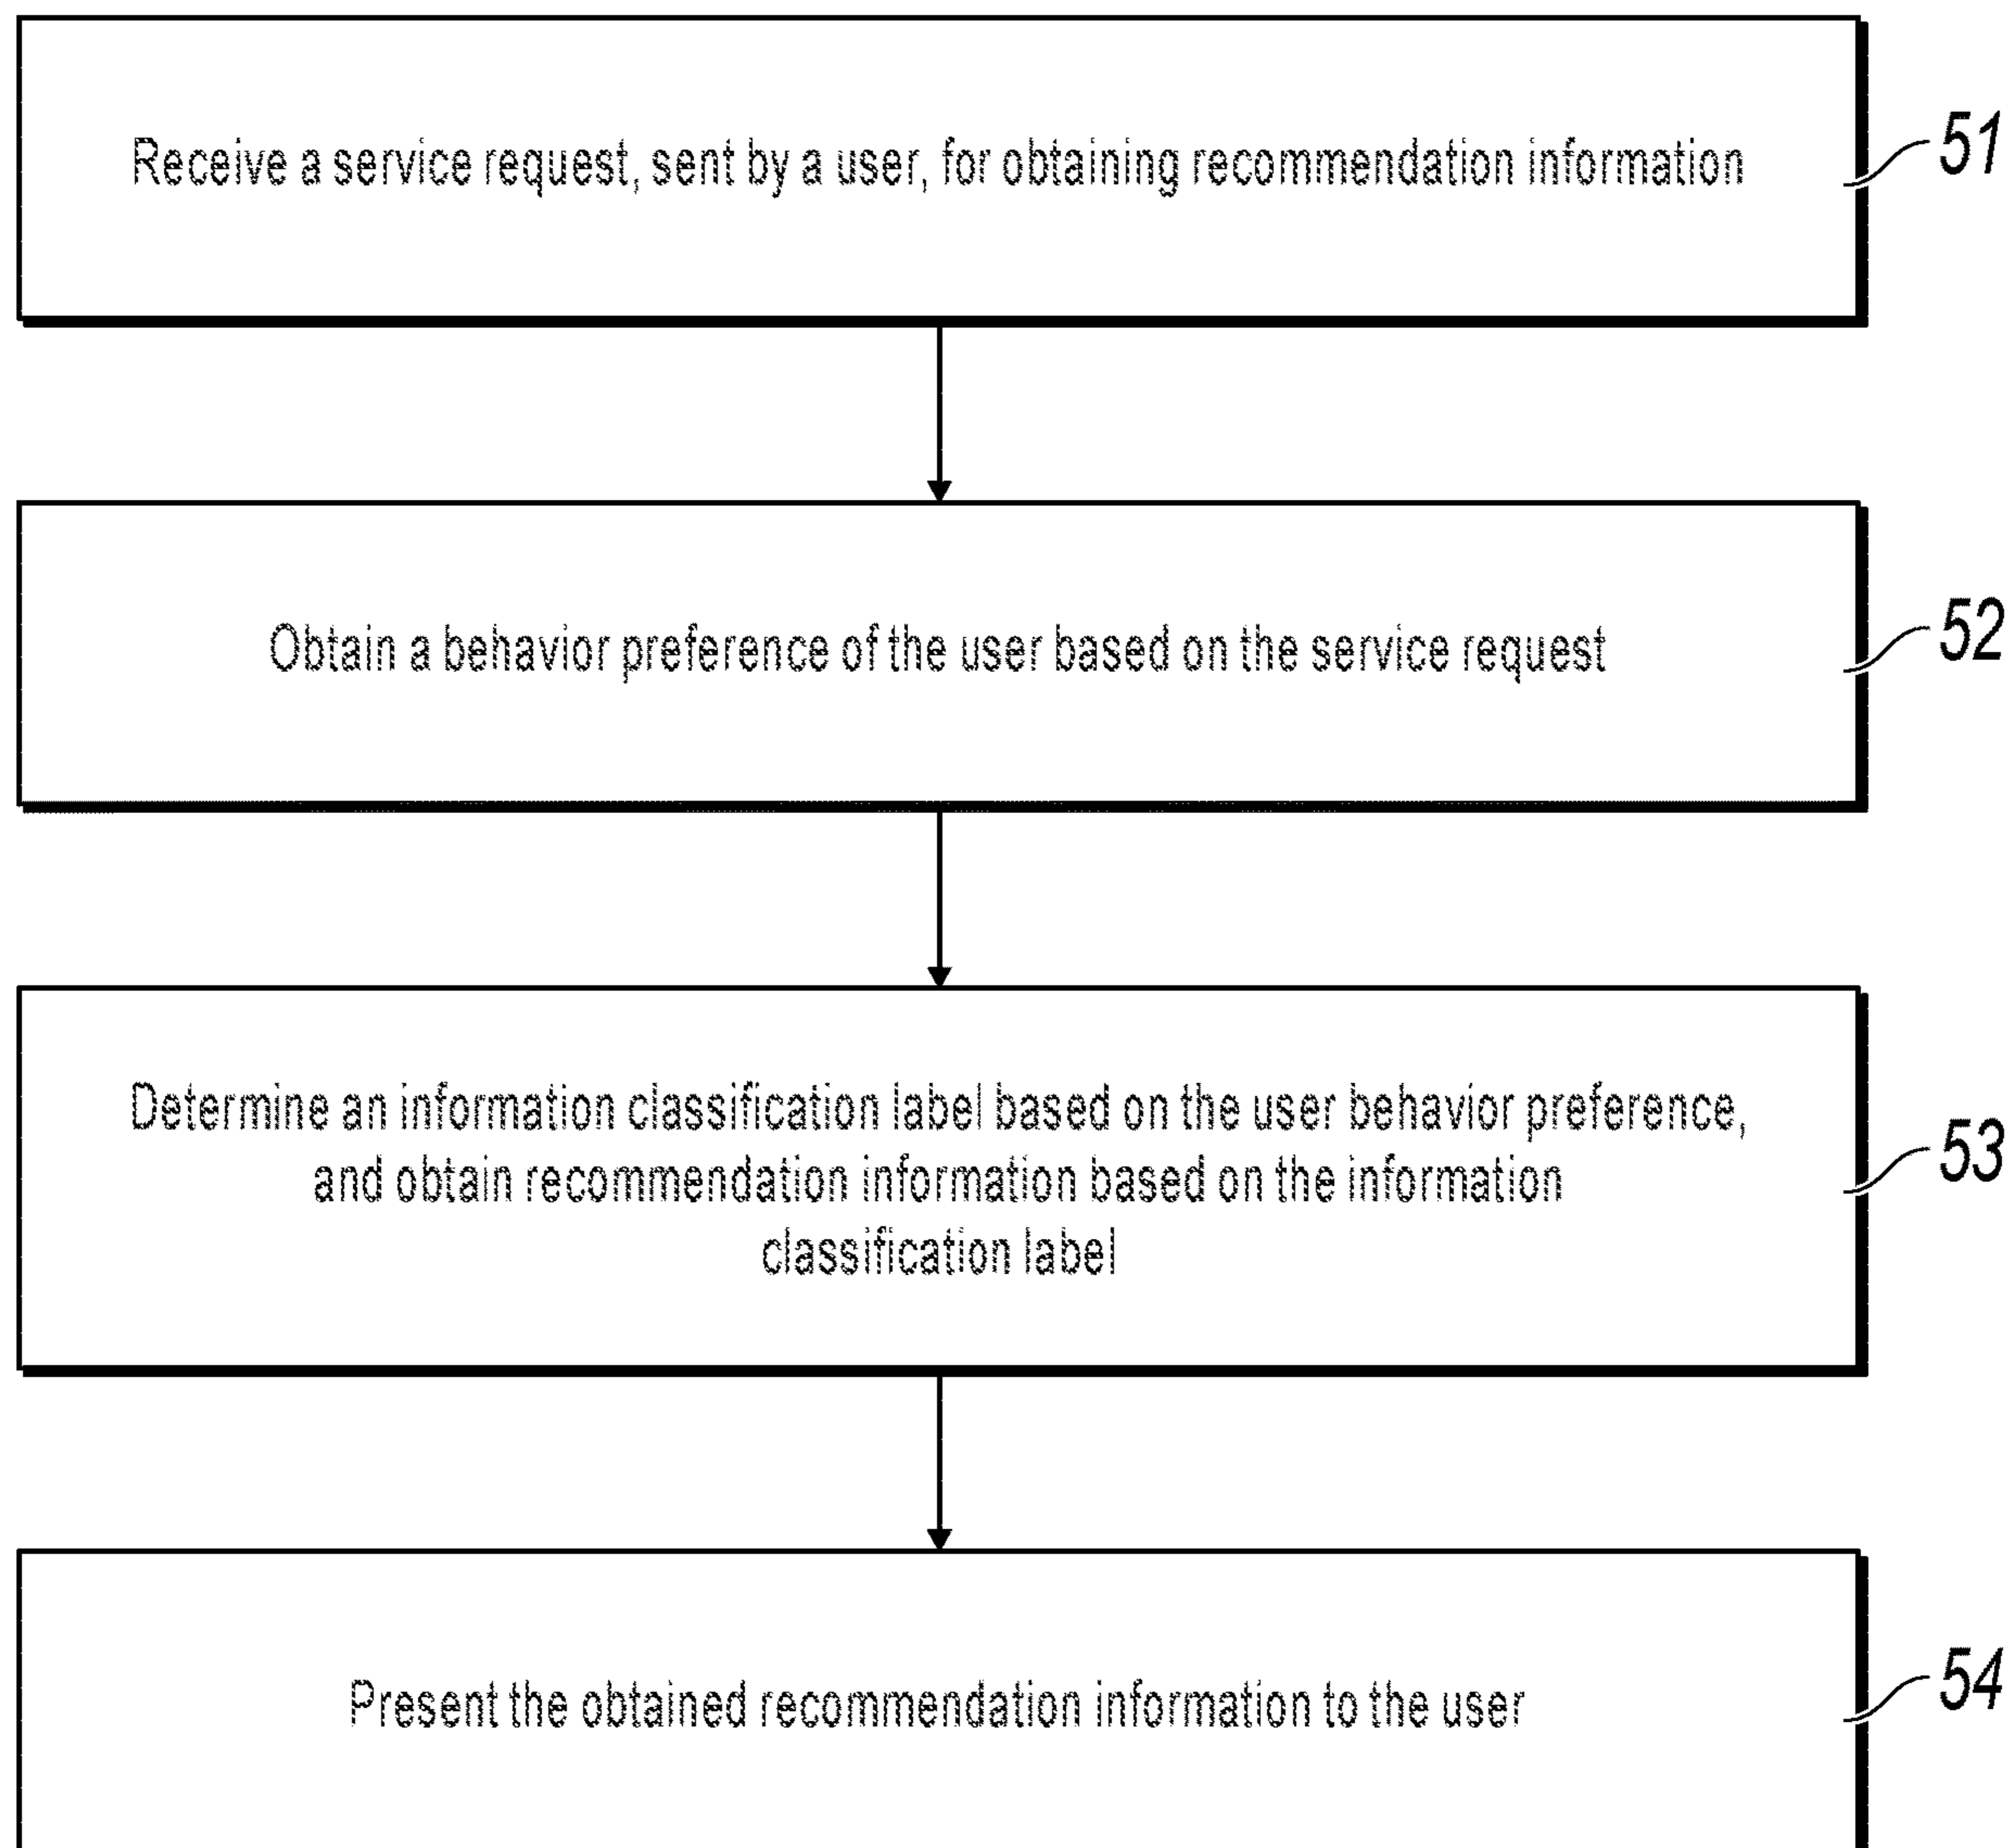 Receive a service request, sent by a user, for obtaining recommendation information
51
Obtain a behavior preference of the user based on the service request
52
Determine an information classification label based on the user behavior preference,
and obtain recommendation information based on the information
classification label
53
Present the obtained recommendation information to the user
54